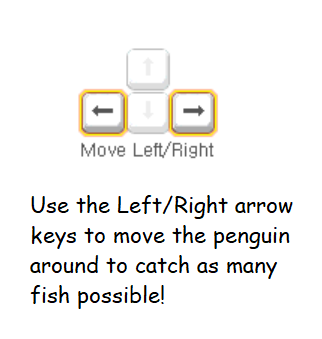 Move Left/Right
Use the Left/Right arrow
keys to move the penguin
around to catch as many
fish possible!